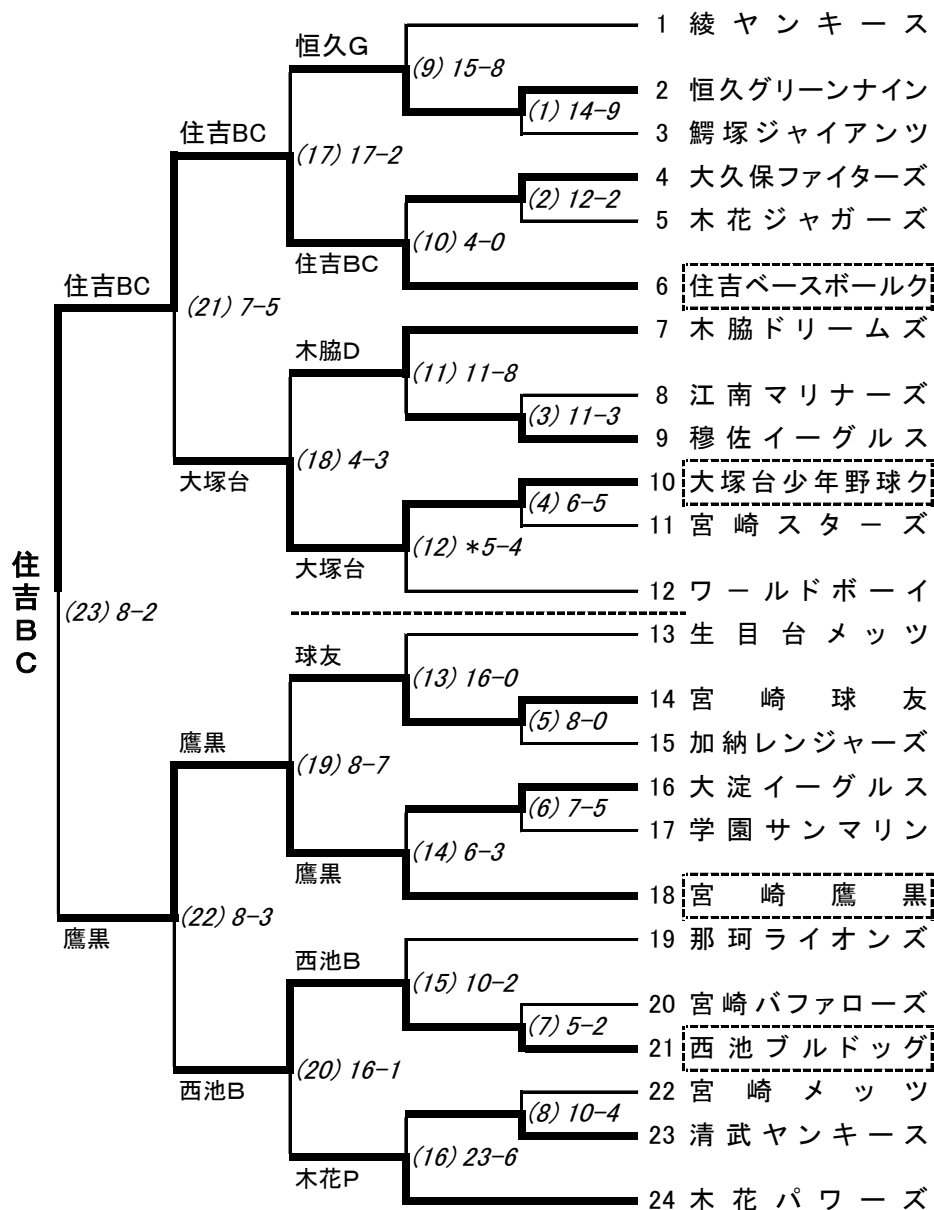 1 綾ヤンキース
恒久G
(9) 15-8
2 恒久グリーンナイン
(1) 14-9
3 鰐塚ジャイアンツ
住吉BC
(17) 17-2
4 大久保ファイターズ
(2) 12-2
5 木花ジャガーズ
(10) 4-0
住吉BC
6 住吉ベースボールク
住吉BC
(21) 7-5
7 木脇ドリームズ
木脇D
(11) 11-8
8 江南マリナーズ
(3) 11-3
9 穆佐イーグルス
(18) 4-3
大塚台
10 大塚台少年野球ク
(4) 6-5
11 宮崎スターズ
(12) *5-4
大塚台
12 ワールドボーイ
住吉BC
(23) 8-2
13 生目台メッツ
球友
(13) 16-0
14 宮崎球友
(5) 8-0
15 加納レンジャーズ
鷹黒
(19) 8-7
16 大淀イーグルス
(6) 7-5
17 学園サンマリン
(14) 6-3
鷹黒
18 宮崎鷹黒
鷹黒
(22) 8-3
19 那珂ライオンズ
西池B
(15) 10-2
20 宮崎バファローズ
(7) 5-2
21 西池ブルドッグ
(20) 16-1
西池B
22 宮崎メッツ
(8) 10-4
23 清武ヤンキース
(16) 23-6
木花P
24 木花パワーズ